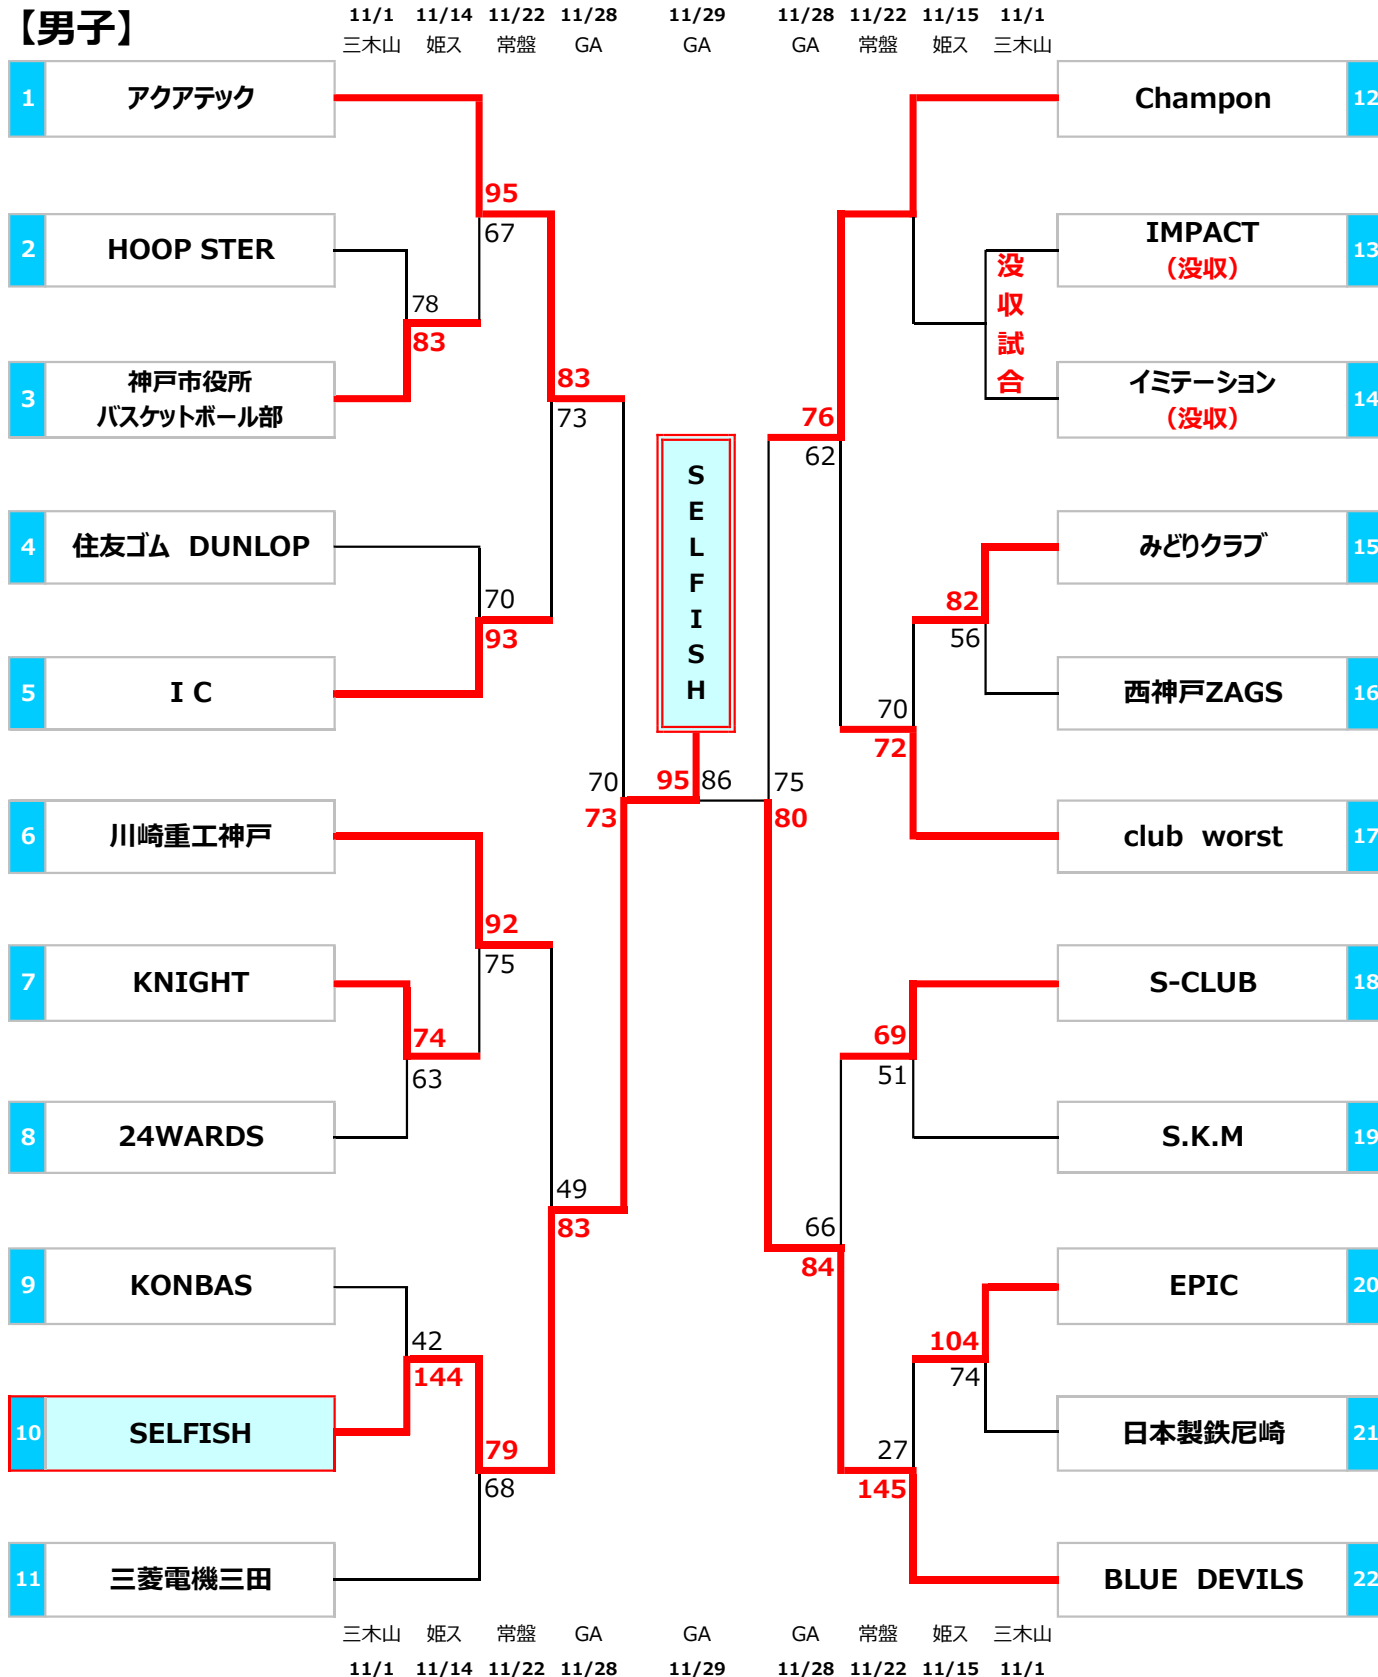 【男子】
11/1 11/14 11/22 11/28 11/29 11/28 11/22 11/15 11/1
三木山 姫ス 常盤 GA GA GA 常盤 姫ス 三木山
1 アクアテック
95
67
2 HOOP STER
78
83
3 神戸市役所
バスケットボール部
83
73
4 住友ゴム DUNLOP
70
93
5 I C
6 川崎重工神戸
92
75
7 KNIGHT
74
63
8 24WARDS
49
83
9 KONBAS
42
144
10 SELFISH
79
68
11 三菱電機三田
70
73
SELFISH
95 86
75
80
Champon 12
IMPACT 13
（没収）
没収試合
イミテーション 14
（没収）
76
62
みどりクラブ 15
82
56
西神戸ZAGS 16
70
72
club worst 17
S-CLUB 18
69
51
S.K.M 19
66
84
EPIC 20
104
74
日本製鉄尼崎 21
27
145
BLUE DEVILS 22
三木山 姫ス 常盤 GA GA GA 常盤 姫ス 三木山
11/1 11/14 11/22 11/28 11/29 11/28 11/22 11/15 11/1